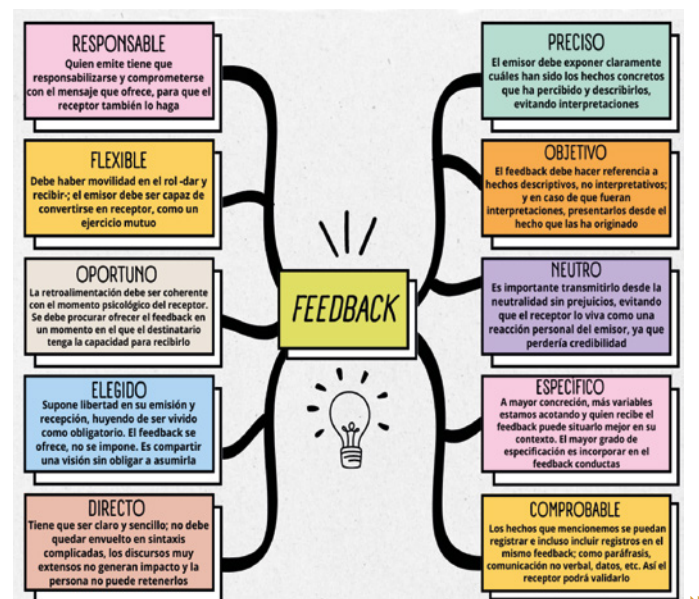 RESPONSABLE
Quien emite tiene que
responsabilizarse y comprometerse
con el mensaje que ofrece, para que el
receptor también lo haga
FLEXIBLE
Debe haber movilidad en el rol -dar y
recibir-; el emisor debe ser capaz de
convertirse en receptor, como un
ejercicio mutuo
OPORTUNO
La retroalimentación debe ser coherente
con el momento psicológico del receptor.
Se debe procurar ofrecer el feedback en
un momento en el que el destinatario
tenga la capacidad para recibirlo
ELEGIDO
Supone libertad en su emisión y
recepción, huyendo de ser vivido
como obligatorio. El feedback se
ofrece, no se impone. Es compartir
una visión sin obligar a asumirla
DIRECTO
Tiene que ser claro y sencillo; no debe
quedar envuelto en sintaxis
complicadas, los discursos muy
extensos no generan impacto y la
persona no puede retenerlos
FEEDBACK
PRECISO
El emisor debe exponer claramente
cuáles han sido los hechos concretos
que ha percibido y describirlos,
evitando interpretaciones
OBJETIVO
El feedback debe hacer referencia a
hechos descriptivos, no interpretativos;
y en caso de que fueran
interpretaciones, presentarlos desde el
hecho que las ha originado
NEUTRO
Es importante transmitirlo desde la
neutralidad sin prejuicios, evitando
que el receptor lo viva como una
reacción personal del emisor, ya que
perdería credibilidad
ESPECÍFICO
A mayor concreción, más variables
estamos acotando y quien recibe el
feedback puede situarlo mejor en su
contexto. El mayor grado de
especificación es incorporar en el
feedback conductas
COMPROBABLE
Los hechos que mencionemos se puedan
registrar e incluso incluir registros en el
mismo feedback; como paráfrasis,
comunicación no verbal, datos, etc. Así el
receptor podrá validarlo